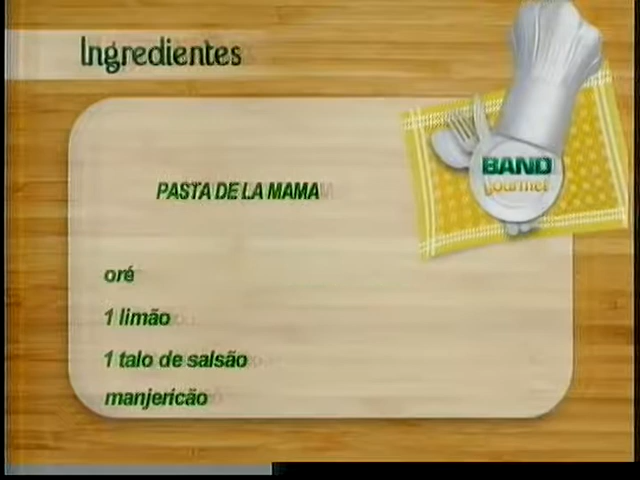 Ingredientes
BAND
gourmet
PASTA DE LA MAMA
oré
1 limão
1 talo de salsão
manjericão